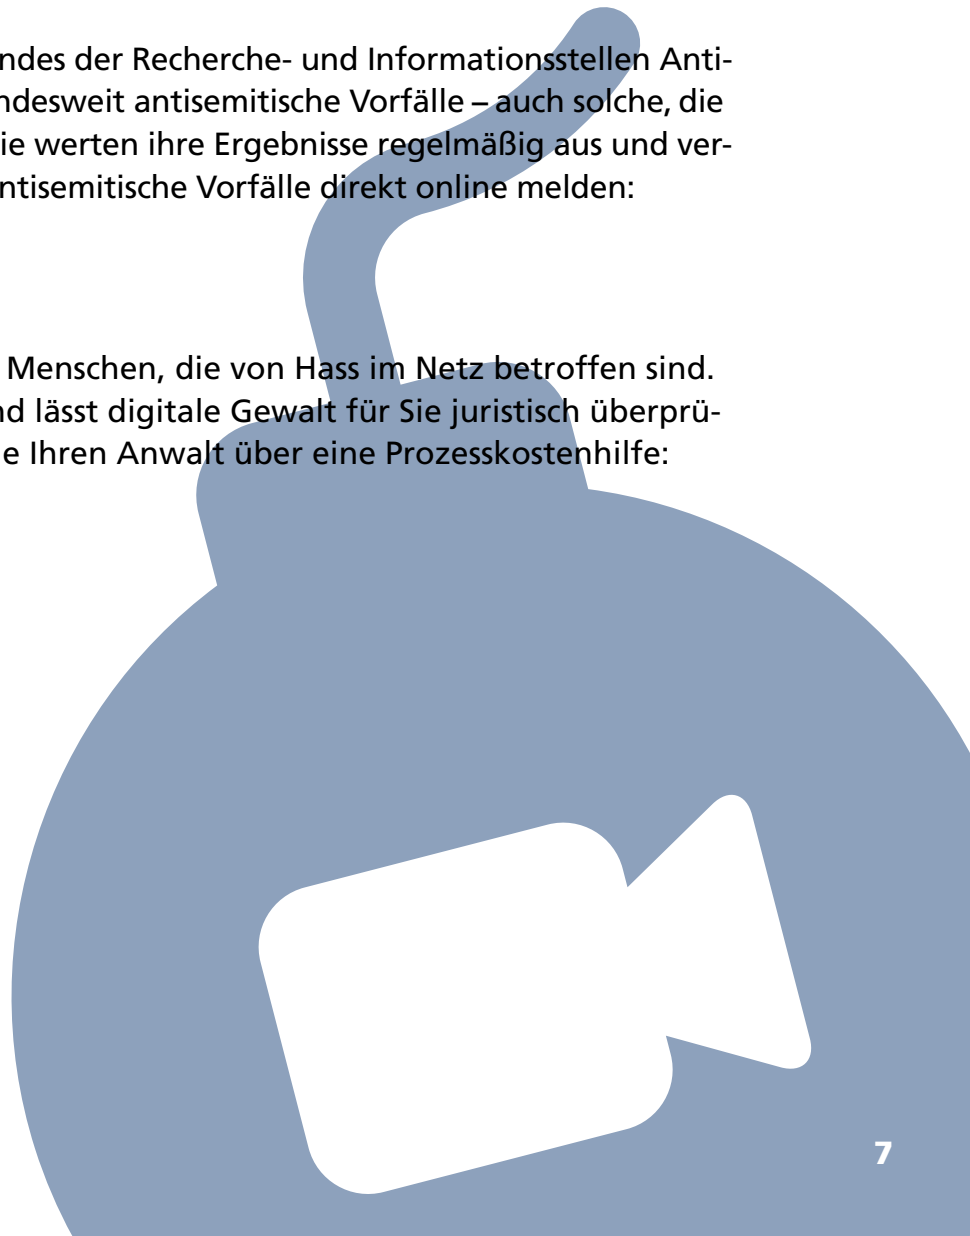 ndes der Recherche- und Informationsstellen Anti-
ndesweit antisemitische Vorfälle – auch solche, die
ie werten ihre Ergebnisse regelmäßig aus und ver-
ntisemitische Vorfälle direkt online melden:
Menschen, die von Hass im Netz betroffen sind.
nd lässt digitale Gewalt für Sie juristisch überprü-
e Ihren Anwalt über eine Prozesskostenhilfe:
7